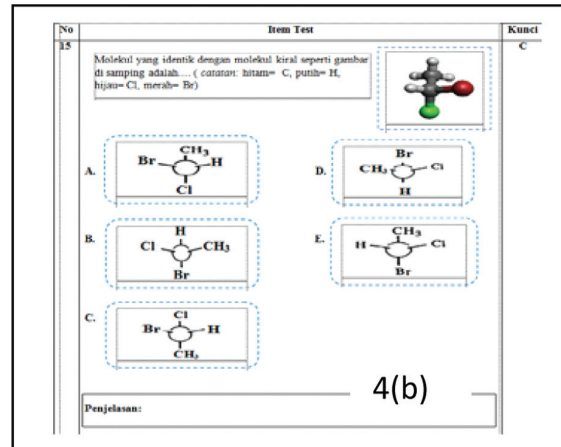 No Item Test Kunci
15 C
Molekul yang identik dengan molekul kiral seperti gambar
di samping adalah.... ( catatan: hitam= C, putih= H,
hijau= Cl, merah= Br)
A.
CH3
Br H
Cl
D.
Br
CH3 Cl
H
B.
H
Cl CH3
Br
E.
CH3
H Cl
Br
C.
Cl
Br H
CH3
4(b)
Penjelasan: